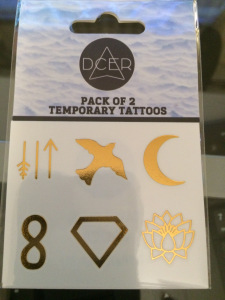 DCER
PACK OF 2
TEMPORARY TATTOOS